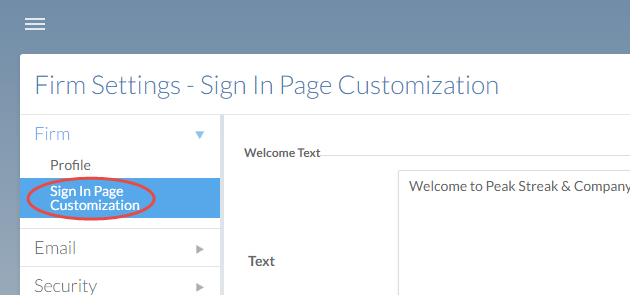 Firm Settings - Sign In Page Customization
Firm
Profile
Sign In Page
Customization
Email
Security
Welcome Text
Welcome to Peak Streak & Company
Text